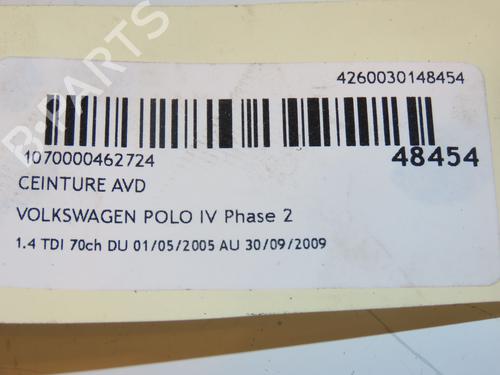 B-PARTS
4260030148454
1070000462724
48454
CEINTURE AVD
VOLKSWAGEN POLO IV Phase 2
1.4 TDI 70ch DU 01/05/2005 AU 30/09/2009